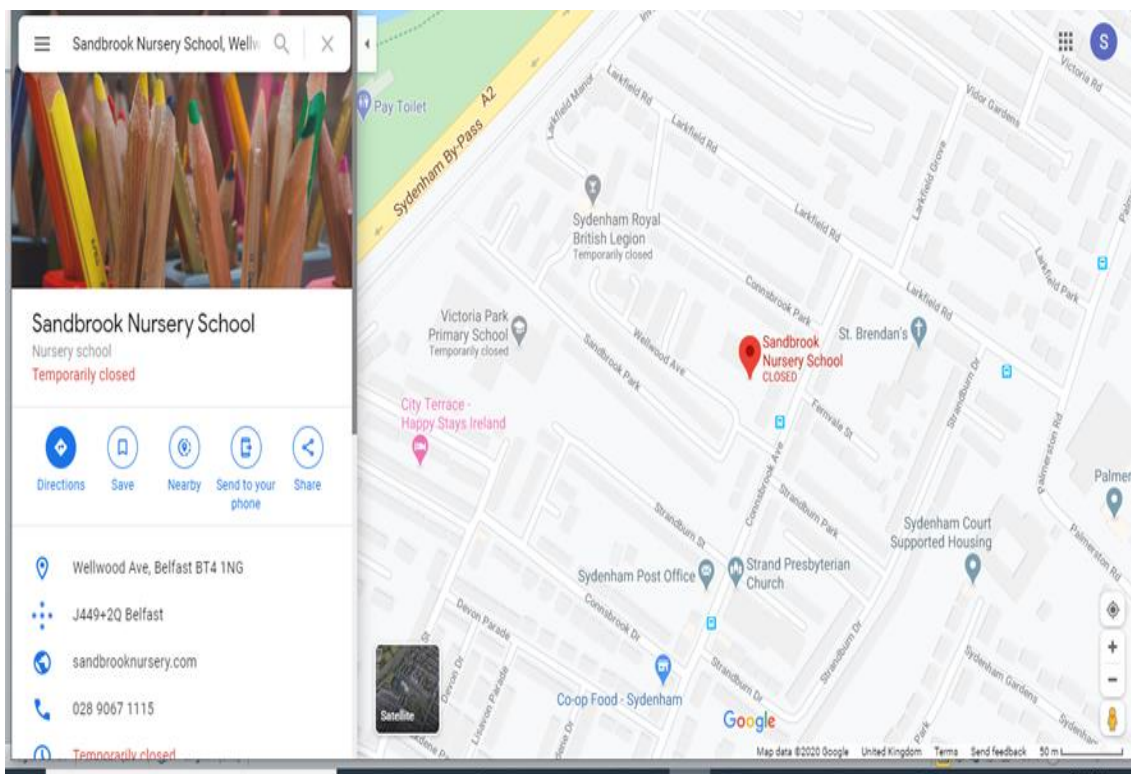 Sandbrook Nursery School, Wellw
Sandbrook Nursery School
Nursery school
Temporarily closed
Directions
Save
Nearby
Send to your
phone
Share
Wellwood Ave, Belfast BT4 1NG
J449+2Q Belfast
sandbrooknursery.com
028 9067 1115
Temporarily closed
S
Pay Toilet
A2
Sydenham By-Pass
Larkfield Manor
Larkfield Rd
Larkfield Rd
Victoria Rd
Vidor Gardens
Larkfield Grove
Larkfield Rd
Sydenham Royal
British Legion
Temporarily closed
Larkfield Park
Larkfield Rd
Connsbrook Park
Victoria Park
Primary School
Temporarily closed
Wellwood Ave
Sandbrook Park
Sandbrook
Nursery School
CLOSED
St. Brendan's
Strandburn Dr
Fernvale St
City Terrace -
Happy Stays Ireland
Palmerston Rd
Connsbrook Ave
Strandburn Park
Palmer
Strandburn St
Sydenham Court
Supported Housing
Palmerston Rd
Sydenham Post Office
Strand Presbyterian
Church
Connsbrook Dr
Devon Parade
Devon Dr
Lisavon Parade
Strandburn Dr
Strandburn Dr
Sydenham Gardens
Park
Co-op Food - Sydenham
Satellite
Google
Map data ©2020 Google
United Kingdom
Terms
Send feedback
50 m